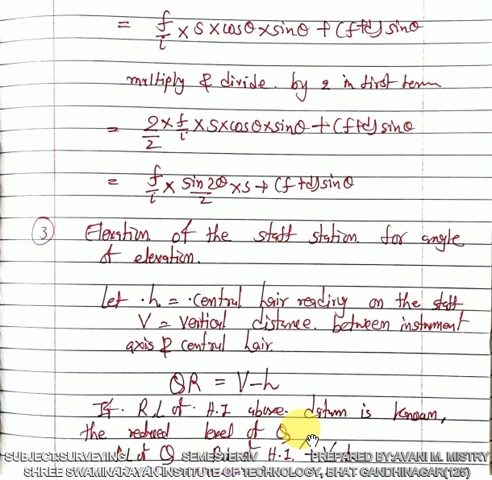 = f/i × S × cosθ × sinθ + (f+d) sinθ
multiply & divide by 2 in first term
= 2/2 × f/i × S × cosθ × sinθ + (f+d) sinθ
= f/i × sin2θ/2 × S + (f+d) sinθ
③ Elevation of the staff station for angle
of elevation.
Let h = central hair reading on the staff
V = vertical distance between instrument
axis & central hair.
QR = V-h
If R.L of H.I above datum is known,
the reduced level of Q
SUBJECT:SURVEYING SEMESTER:IV PREPARED BY:AVANI M. MISTRY
SHREE SWAMINARAYAN INSTITUTE OF TECHNOLOGY, BHAT GANDHINAGAR(125)